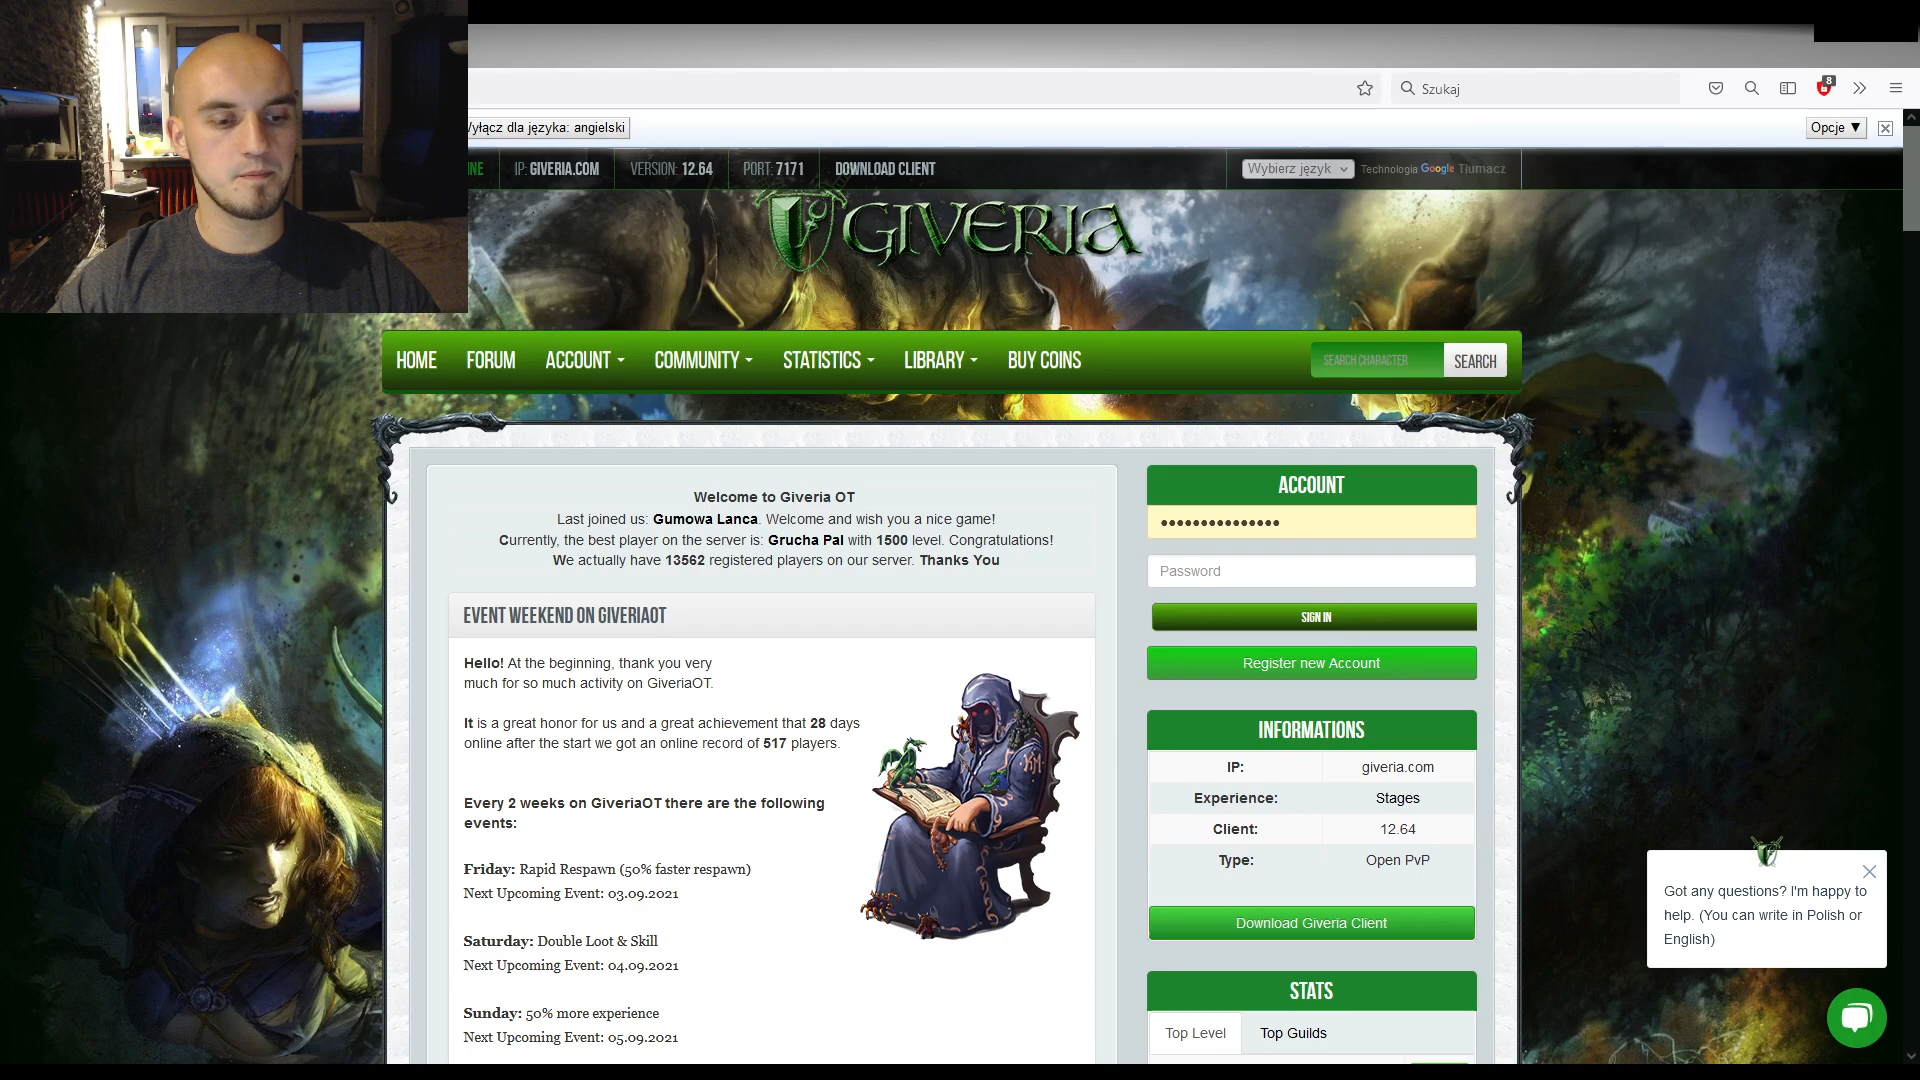 Szukaj
8
yłącz dla języka: angielski
Opcje ▼
INE
IP: GIVERIA.COM
VERSION: 12.64
PORT: 7171
DOWNLOAD CLIENT
Wybierz język
Technologia Google Tłumacz
GIVERIA
HOME
FORUM
ACCOUNT
COMMUNITY
STATISTICS
LIBRARY
BUY COINS
SEARCH CHARACTER
SEARCH
Welcome to Giveria OT
Last joined us: Gumowa Lanca. Welcome and wish you a nice game!
Currently, the best player on the server is: Grucha Pal with 1500 level. Congratulations!
We actually have 13562 registered players on our server. Thanks You
EVENT WEEKEND ON GIVERIAOT
Hello! At the beginning, thank you very
much for so much activity on GiveriaOT.
It is a great honor for us and a great achievement that 28 days
online after the start we got an online record of 517 players.
Every 2 weeks on GiveriaOT there are the following
events:
Friday: Rapid Respawn (50% faster respawn)
Next Upcoming Event: 03.09.2021
Saturday: Double Loot & Skill
Next Upcoming Event: 04.09.2021
Sunday: 50% more experience
Next Upcoming Event: 05.09.2021
ACCOUNT
Password
SIGN IN
Register new Account
INFORMATIONS
IP: giveria.com
Experience: Stages
Client: 12.64
Type: Open PvP
Download Giveria Client
STATS
Top Level
Top Guilds
Got any questions? I'm happy to
help. (You can write in Polish or
English)